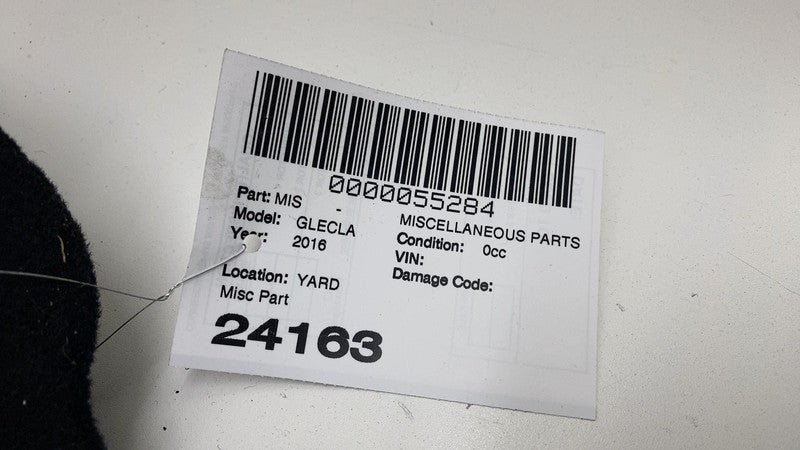 0000055284
Part: MIS - MISCELLANEOUS PARTS
Model: GLECLA Condition: 0cc
Year: 2016 VIN:
Location: YARD Damage Code:
Misc Part
24163